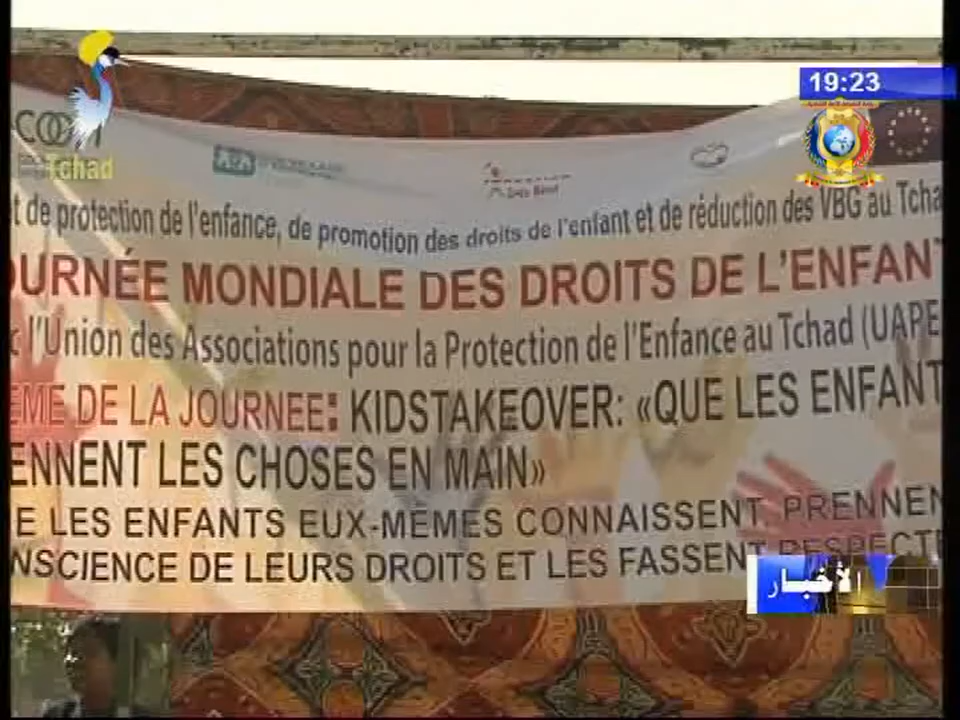 19:23
Tchad
t de protection de l'enfance, de promotion des droits de l'enfant et de réduction des VBG au Tcha
OURNÉE MONDIALE DES DROITS DE L'ENFANT
l'Union des Associations pour la Protection de l'Enfance au Tchad (UAPE
EME DE LA JOURNEE: KIDSTAKEOVER: «QUE LES ENFANT
ENNENT LES CHOSES EN MAIN»
E LES ENFANTS EUX-MÊMES CONNAISSENT, PRENNEN
NSCIENCE DE LEURS DROITS ET LES FASSENT RESPECTE
الأخبار